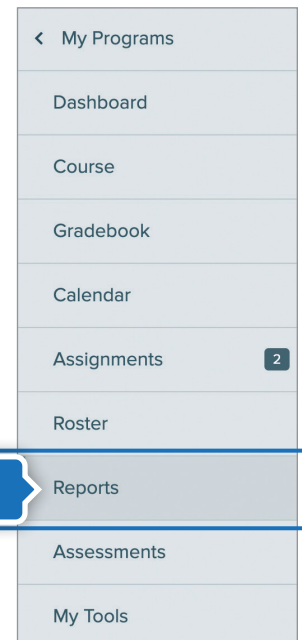 My Programs
Dashboard
Course
Gradebook
Calendar
Assignments 2
Roster
Reports
Assessments
My Tools